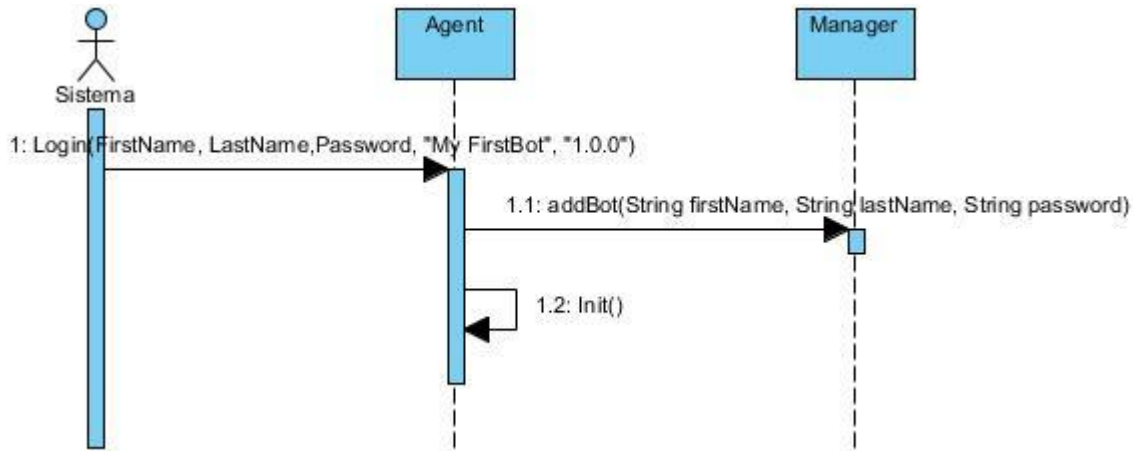 Agent
Manager
Sistema
1: Login(FirstName, LastName,Password, "My FirstBot", "1.0.0")
1.1: addBot(String firstName, String lastName, String password)
1.2: Init()